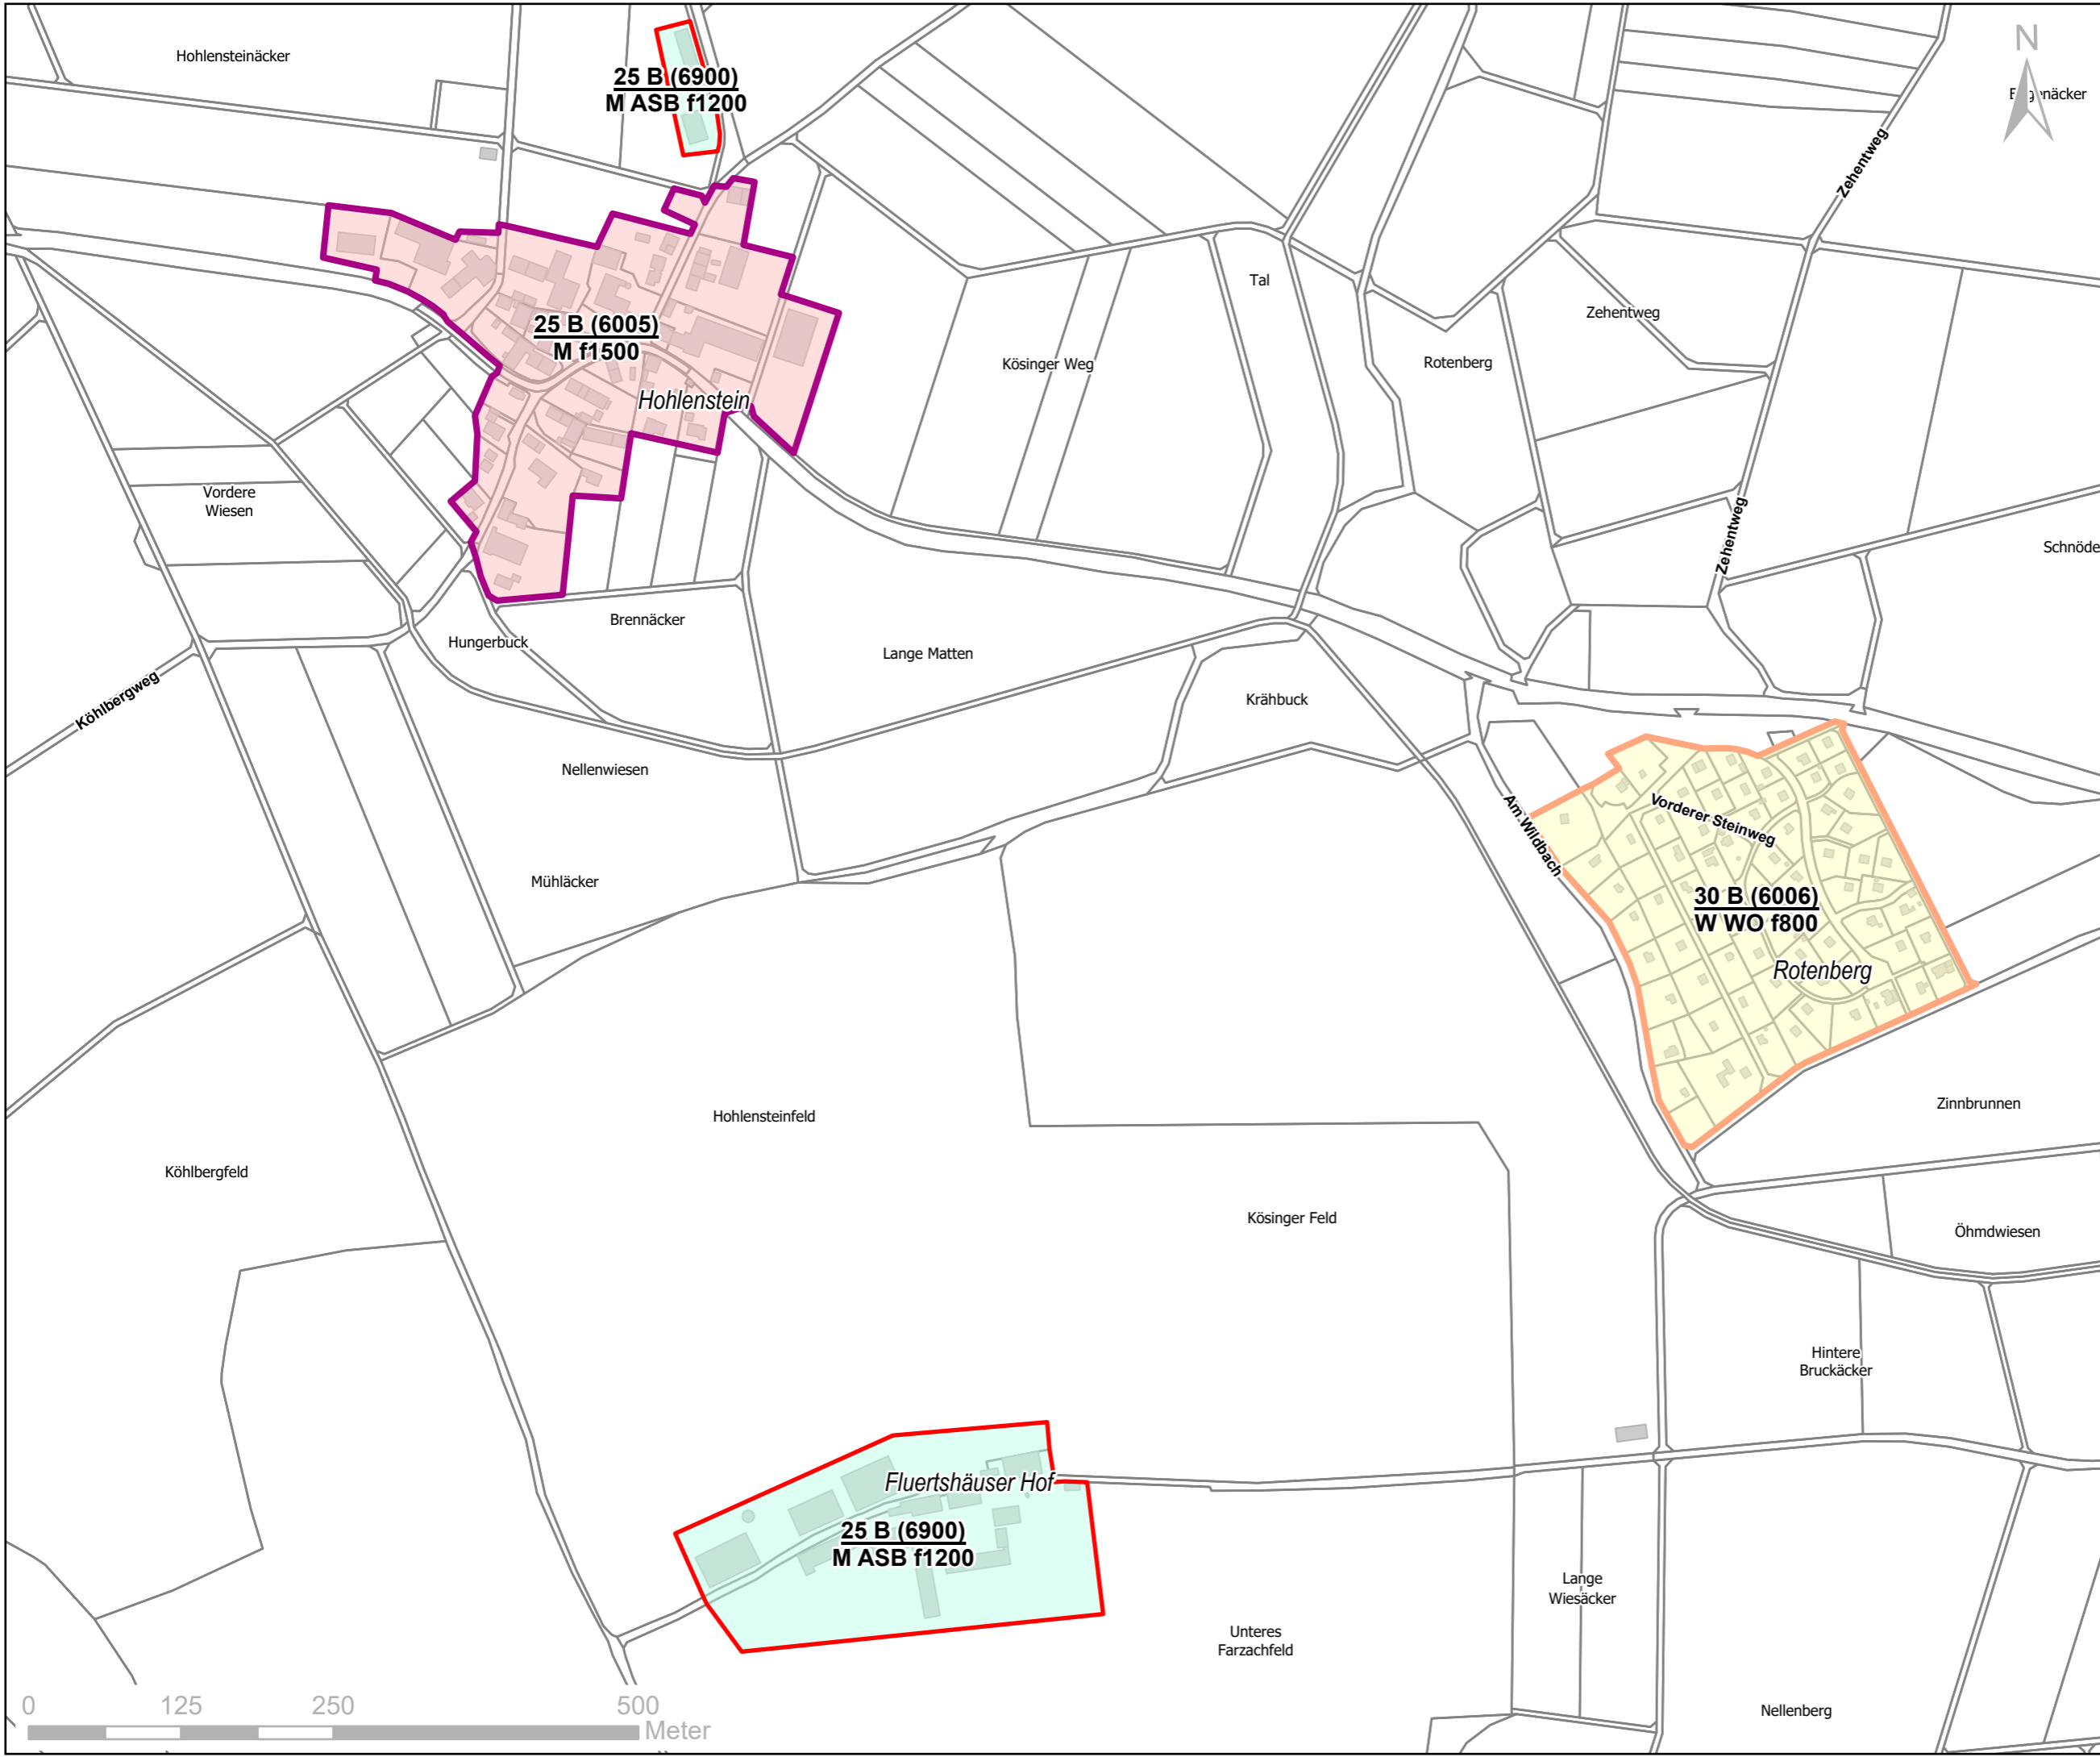 Hohlensteinäcker
N
25 B (6900)
M ASB f1200
Zehentweg
Tal
Zehentweg
25 B (6005)
M f1500
Kösinger Weg
Rotenberg
Hohlenstein
Vordere
Wiesen
Zehentweg
Schnöde
Brennäcker
Hungerbuck
Lange Matten
Köhlbergweg
Krähbuck
Nellenwiesen
Am Wildbach
Vorderer Steinweg
Mühläcker
30 B (6006)
W WO f800
Rotenberg
Zinnbrunnen
Hohlensteinfeld
Köhlbergfeld
Kösinger Feld
Öhmdwiesen
Hintere
Bruckäcker
Fluertshäuser Hof
25 B (6900)
M ASB f1200
Lange
Wiesäcker
Unteres
Farzachfeld
Nellenberg
0 125 250 500
Meter